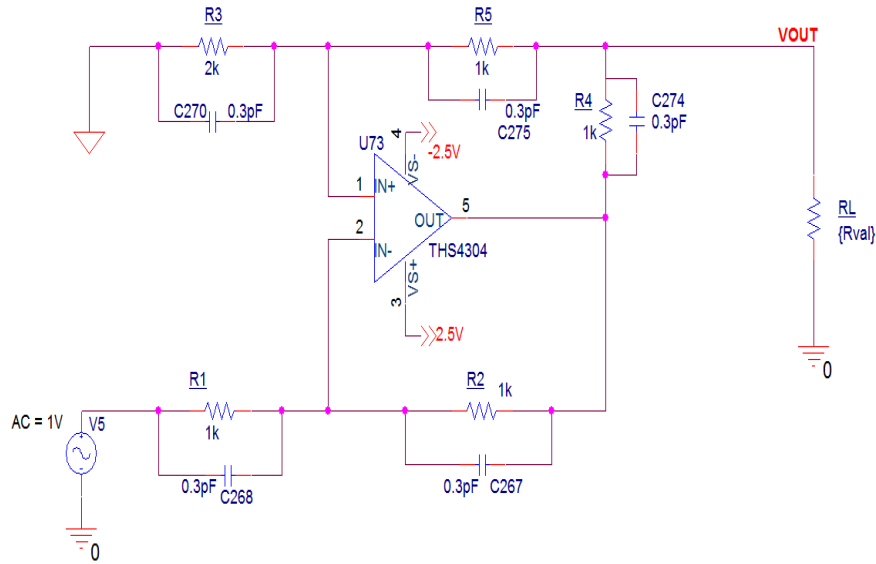 R3
2k
C270 0.3pF
R5
1k
0.3pF
C275
VOUT
R4
1k
C274
0.3pF
U73
4
VS-
-2.5V
1
IN+
2
IN-
OUT
5
THS4304
VS+
3
2.5V
RL
{Rval}
0
R1
1k
0.3pF C268
R2
1k
0.3pF C267
AC = 1V
V5
0